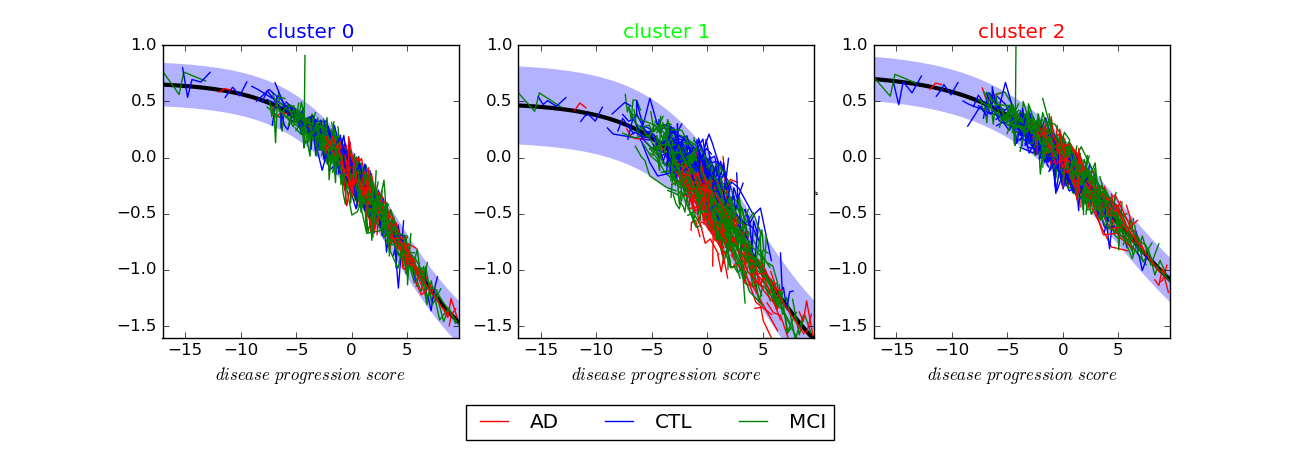 cluster 0 cluster 1 cluster 2
1.0 1.0 1.0
0.5 0.5 0.5
0.0 0.0 0.0
−0.5 −0.5 −0.5
−1.0 −1.0 −1.0
−1.5 −1.5 −1.5
−15 −10 −5 0 5 −15 −10 −5 0 5 −15 −10 −5 0 5
disease progression score disease progression score disease progression score
AD CTL MCI